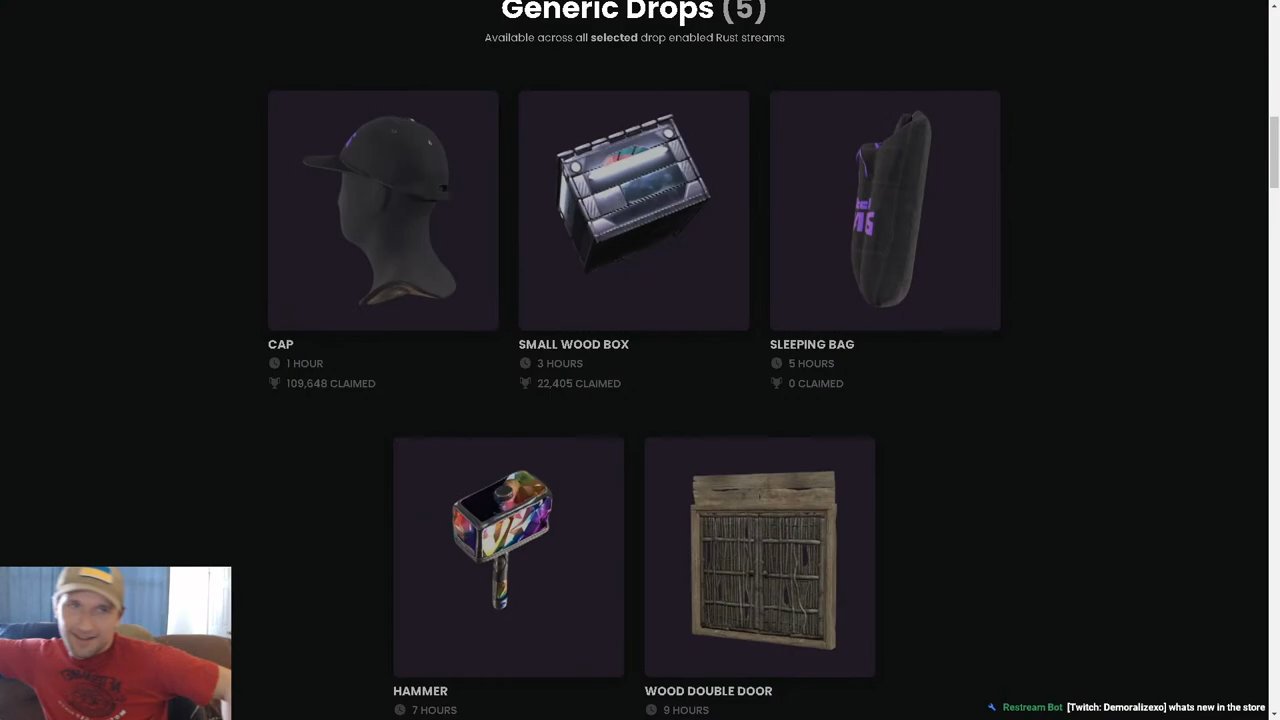 Generic Drops (5)
Available across all selected drop enabled Rust streams
CAP
1 HOUR
109,648 CLAIMED
SMALL WOOD BOX
3 HOURS
22,405 CLAIMED
SLEEPING BAG
5 HOURS
0 CLAIMED
HAMMER
7 HOURS
WOOD DOUBLE DOOR
9 HOURS
Restream Bot [Twitch: Demoralizexo] whats new in the store